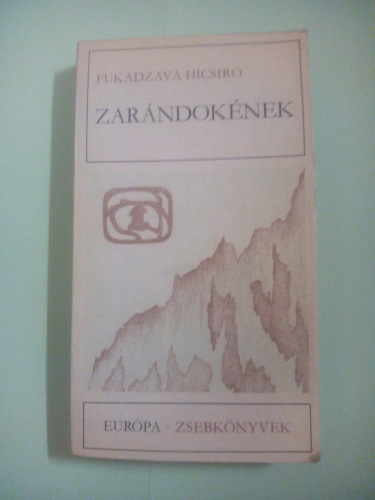 FUKADZAVA HICSIRÓ
ZARÁNDOKÉNEK
EURÓPA · ZSEBKÖNYVEK